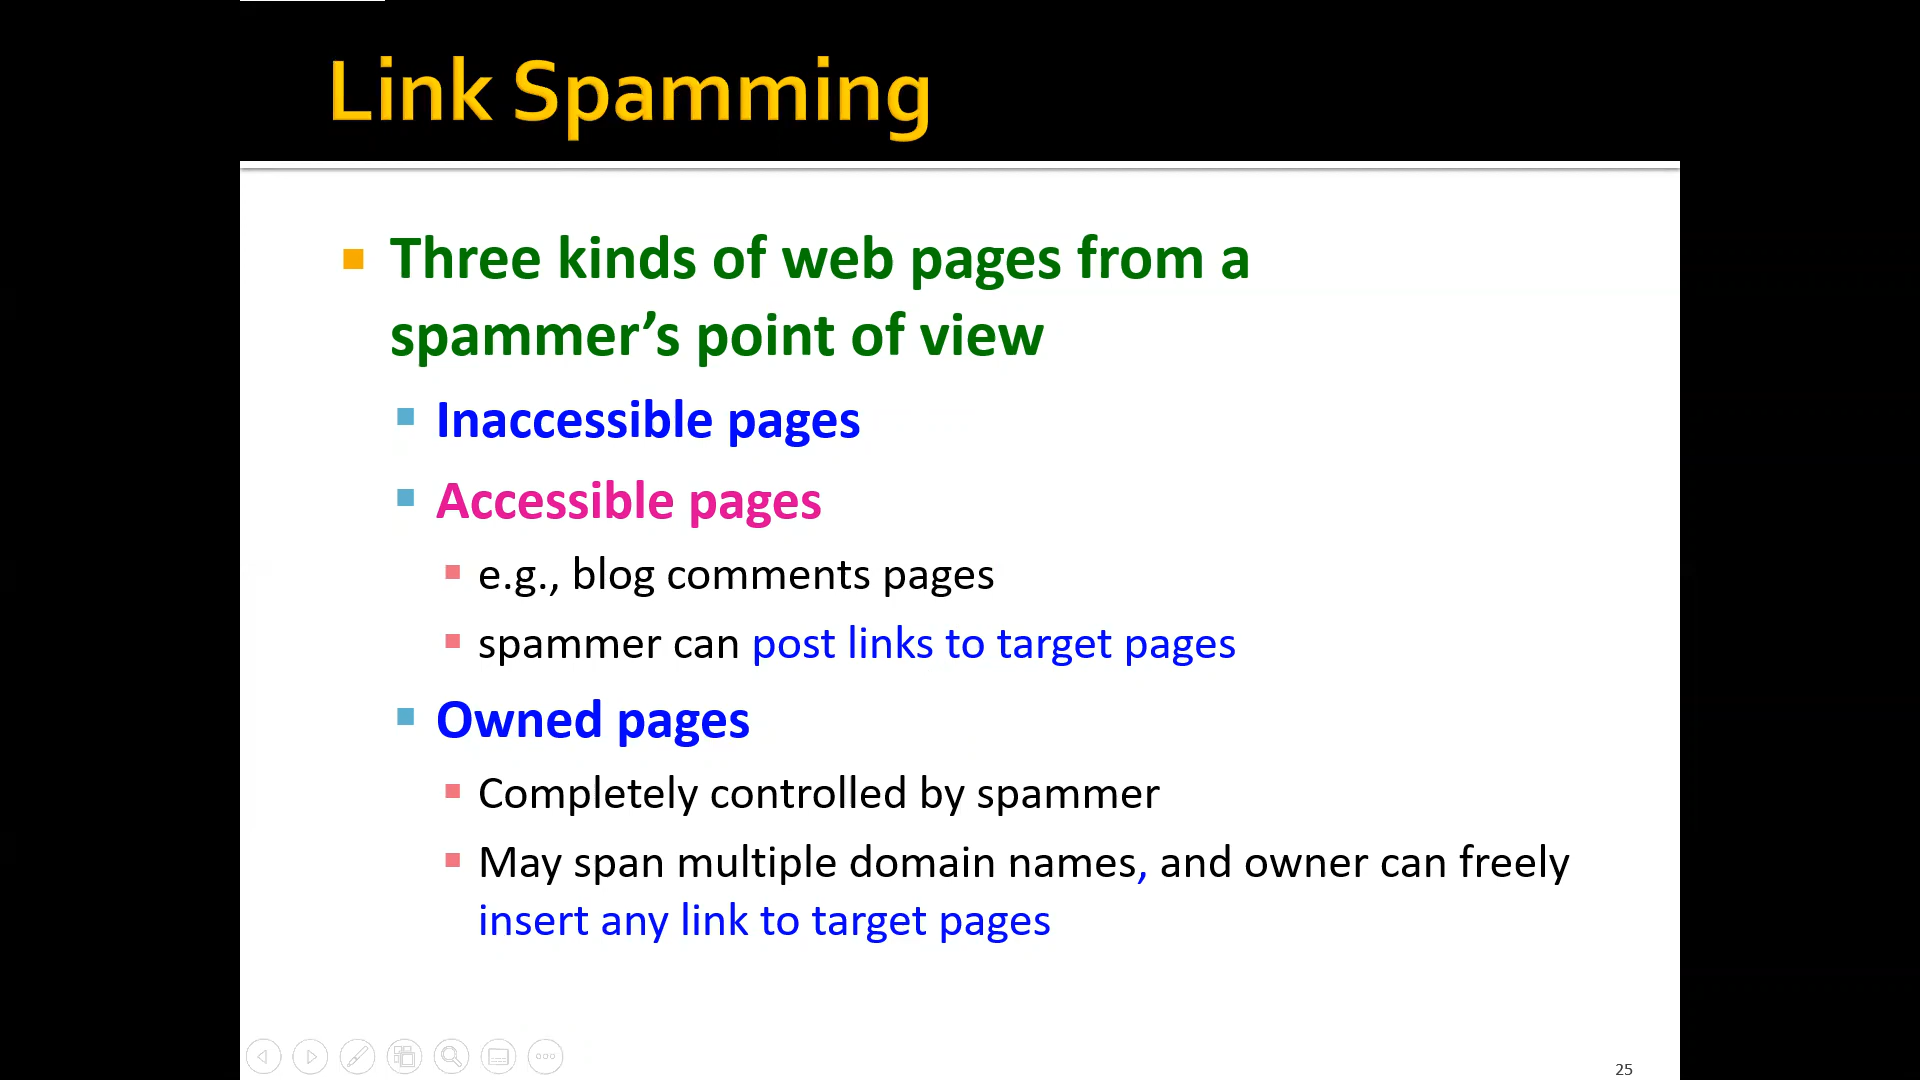 Link Spamming
Three kinds of web pages from a
spammer’s point of view
Inaccessible pages
Accessible pages
e.g., blog comments pages
spammer can post links to target pages
Owned pages
Completely controlled by spammer
May span multiple domain names, and owner can freely
insert any link to target pages
25